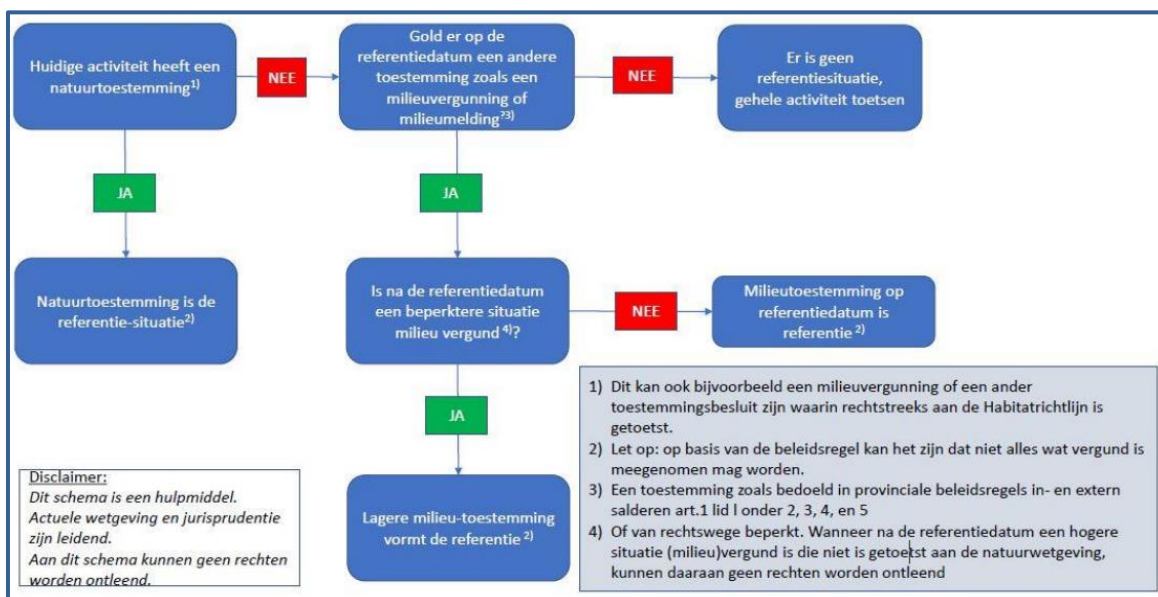 Huidige activiteit heeft een
natuurtoestemming1)
NEE
Gold er op de
referentiedatum een andere
toestemming zoals een
milieuvergunning of
milieumelding?3)
NEE
Er is geen
referentiesituatie,
gehele activiteit toetsen
JA
JA
Natuurtoestemming is de
referentie-situatie2)
Is na de referentiedatum
een beperktere situatie
milieu vergund 4)?
NEE
Milieutoestemming op
referentiedatum is
referentie 2)
JA
Lagere milieu-toestemming
vormt de referentie 2)
Disclaimer:
Dit schema is een hulpmiddel.
Actuele wetgeving en jurisprudentie
zijn leidend.
Aan dit schema kunnen geen rechten
worden ontleend.
1) Dit kan ook bijvoorbeeld een milieuvergunning of een ander
toestemmingsbesluit zijn waarin rechtstreeks aan de Habitatrichtlijn is
getoetst.
2) Let op: op basis van de beleidsregel kan het zijn dat niet alles wat vergund is
meegenomen mag worden.
3) Een toestemming zoals bedoeld in provinciale beleidsregels in- en extern
salderen art.1 lid l onder 2, 3, 4, en 5
4) Of van rechtswege beperkt. Wanneer na de referentiedatum een hogere
situatie (milieu)vergund is die niet is getoetst aan de natuurwetgeving,
kunnen daaraan geen rechten worden ontleend